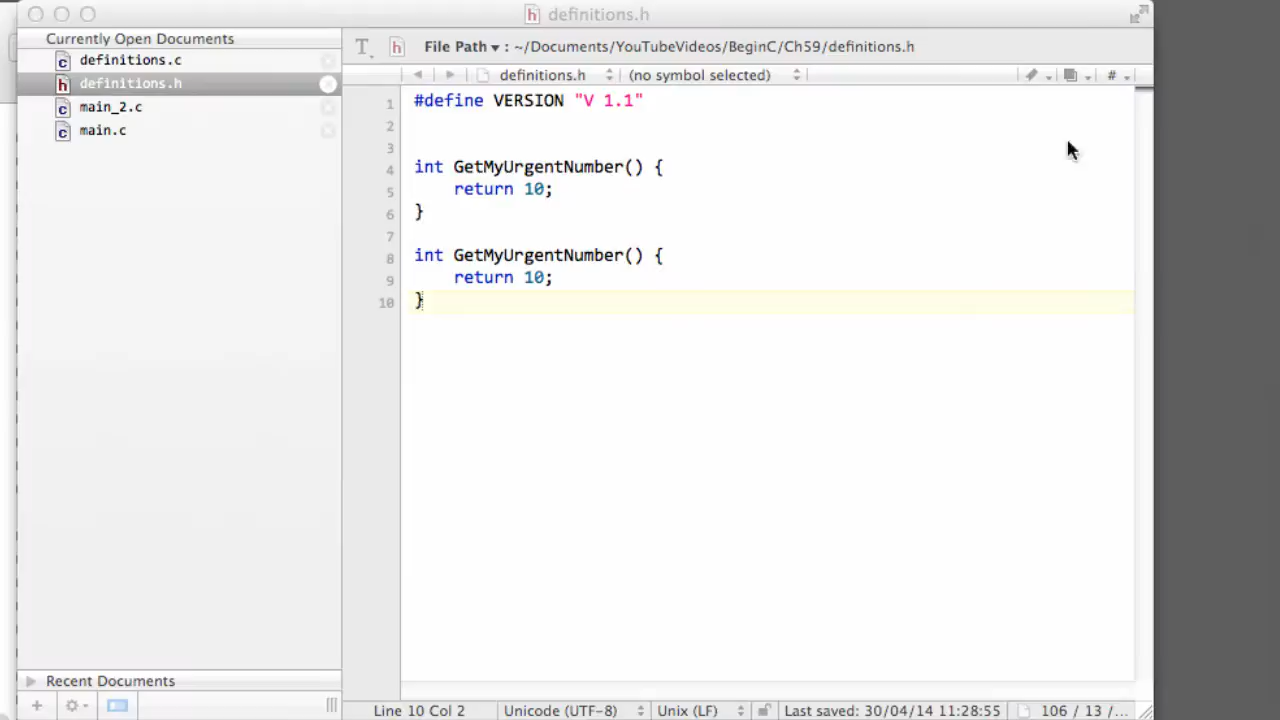 definitions.h
Currently Open Documents
definitions.c
definitions.h
main_2.c
main.c
File Path ▾ : ~/Documents/YouTubeVideos/BeginC/Ch59/definitions.h
definitions.h (no symbol selected) #
1 #define VERSION "V 1.1"
2
3
4 int GetMyUrgentNumber() {
5 return 10;
6 }
7
8 int GetMyUrgentNumber() {
9 return 10;
10 }
Recent Documents
Line 10 Col 2 Unicode (UTF-8) Unix (LF) Last saved: 30/04/14 11:28:55 106 / 13 /...